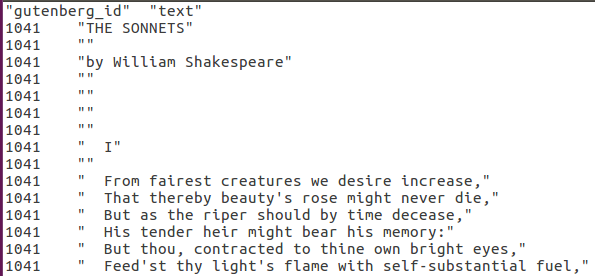 "gutenberg_id"  "text"
1041    "THE SONNETS"
1041    ""
1041    "by William Shakespeare"
1041    ""
1041    ""
1041    ""
1041    ""
1041    "  I"
1041    ""
1041    "  From fairest creatures we desire increase,"
1041    "  That thereby beauty's rose might never die,"
1041    "  But as the riper should by time decease,"
1041    "  His tender heir might bear his memory:"
1041    "  But thou, contracted to thine own bright eyes,"
1041    "  Feed'st thy light's flame with self-substantial fuel,"